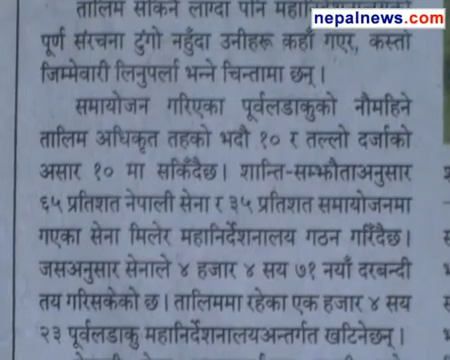 nepalnews.com
तालिम सकिन लाग्दा पनि
पूर्ण संरचना टुंगो नहुँदा उनीहरू कहाँ गएर, कस्तो
जिम्मेवारी लिनुपर्ला भन्ने चिन्तामा छन् ।
समायोजन गरिएका पूर्वलडाकुको नौमहिने
तालिम अधिकृत तहको भदौ १० र तल्लो दर्जाको
असार १० मा सकिँदैछ । शान्ति-सम्झौताअनुसार
६५ प्रतिशत नेपाली सेना र ३५ प्रतिशत समायोजनमा
गएका सेना मिलेर महानिर्देशनालय गठन गरिँदैछ ।
जसअनुसार सेनाले ४ हजार ४ सय ७१ नयाँ दरबन्दी
तय गरिसकेको छ । तालिममा रहेका एक हजार ४ सय
२३ पूर्वलडाकु महानिर्देशनालयअन्तर्गत खटिनेछन् ।